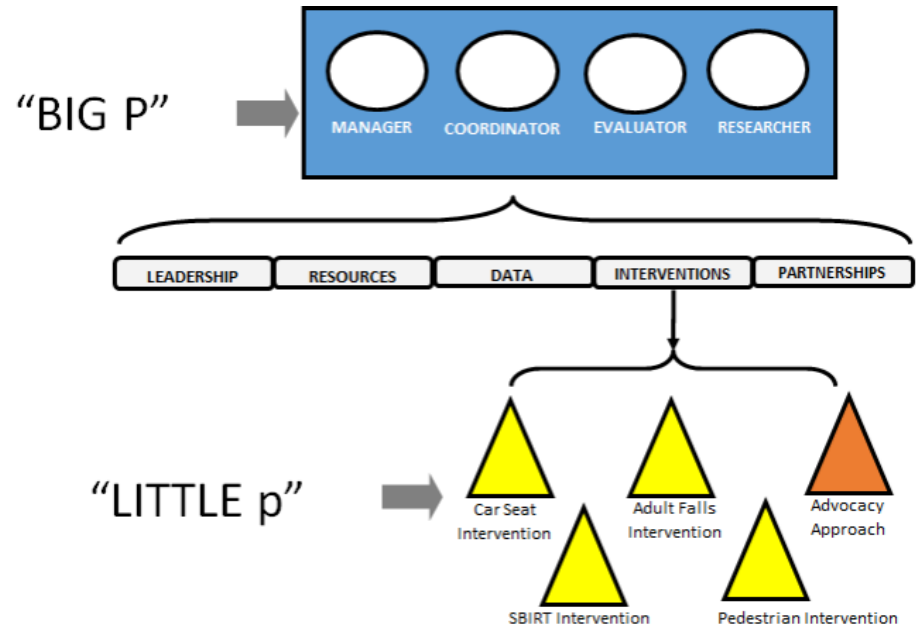 “BIG P”
MANAGER
COORDINATOR
EVALUATOR
RESEARCHER
LEADERSHIP
RESOURCES
DATA
INTERVENTIONS
PARTNERSHIPS
“LITTLE p”
Car Seat
Intervention
Adult Falls
Intervention
Advocacy
Approach
SBIRT Intervention
Pedestrian Intervention